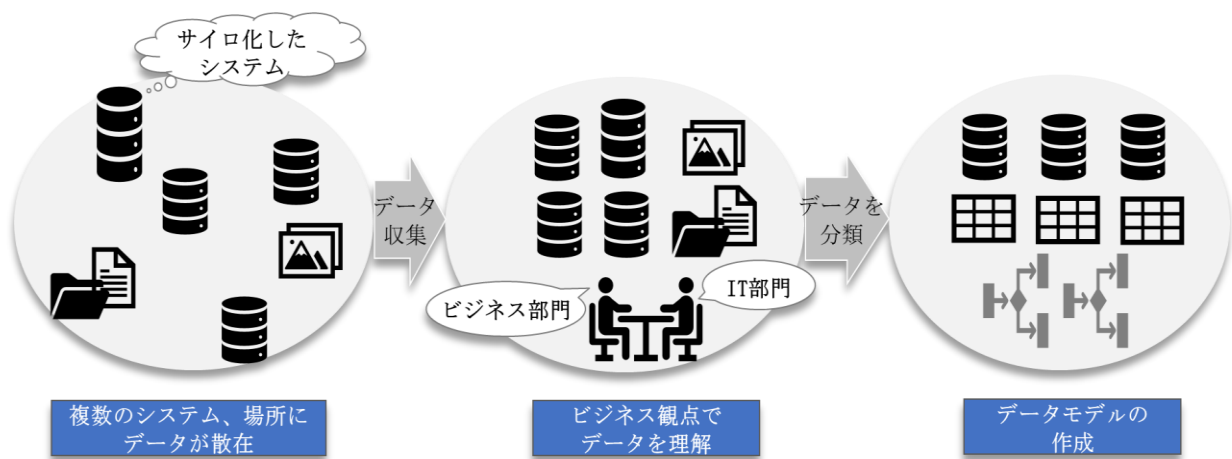 サイロ化した
システム
データ
収集
データを
分類
ビジネス部門
IT部門
複数のシステム、場所に
データが散在
ビジネス観点で
データを理解
データモデルの
作成